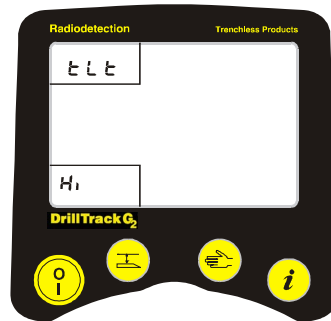 Radiodetection Trenchless Products
tLt
Hi
DrillTrack G2
O
I
i